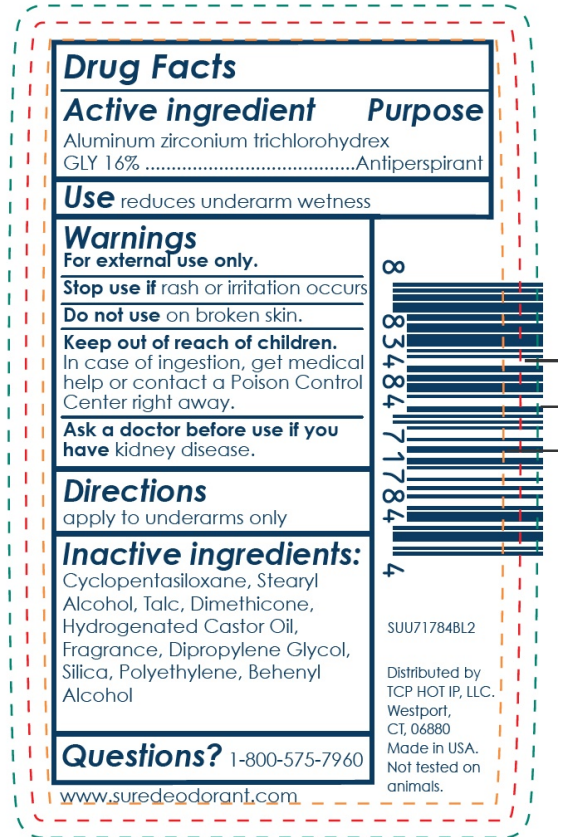 Drug Facts
Active ingredient Purpose
Aluminum zirconium trichlorohydrex
GLY 16% .....................................Antiperspirant
Use reduces underarm wetness
Warnings
For external use only.
Stop use if rash or irritation occurs
Do not use on broken skin.
Keep out of reach of children.
In case of ingestion, get medical
help or contact a Poison Control
Center right away.
Ask a doctor before use if you
have kidney disease.
Directions
apply to underarms only
Inactive ingredients:
Cyclopentasiloxane, Stearyl
Alcohol, Talc, Dimethicone,
Hydrogenated Castor Oil,
Fragrance, Dipropylene Glycol,
Silica, Polyethylene, Behenyl
Alcohol
Questions? 1-800-575-7960
www.suredeodorant.com
8 83484 71784 4
SUU71784BL2
Distributed by
TCP HOT IP, LLC.
Westport,
CT, 06880
Made in USA.
Not tested on
animals.